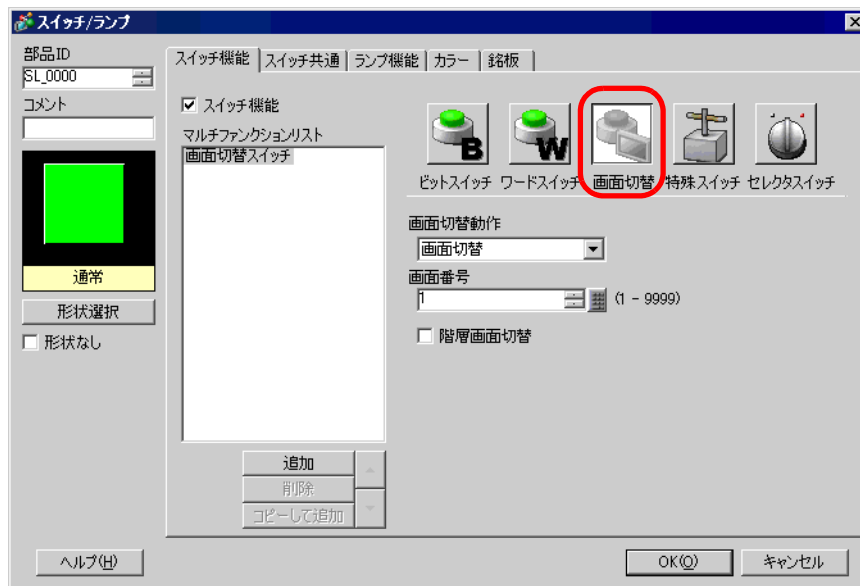 スイッチ/ランプ
部品ID
SL_0000
コメント
通常
形状選択
形状なし
スイッチ機能
スイッチ共通
ランプ機能
カラー
銘板
スイッチ機能
マルチファンクションリスト
画面切替スイッチ
追加
削除
コピーして追加
B
W
ビットスイッチ
ワードスイッチ
画面切替
特殊スイッチ
セレクタスイッチ
画面切替動作
画面切替
画面番号
1
(1 - 9999)
階層画面切替
ヘルプ(H)
OK(O)
キャンセル